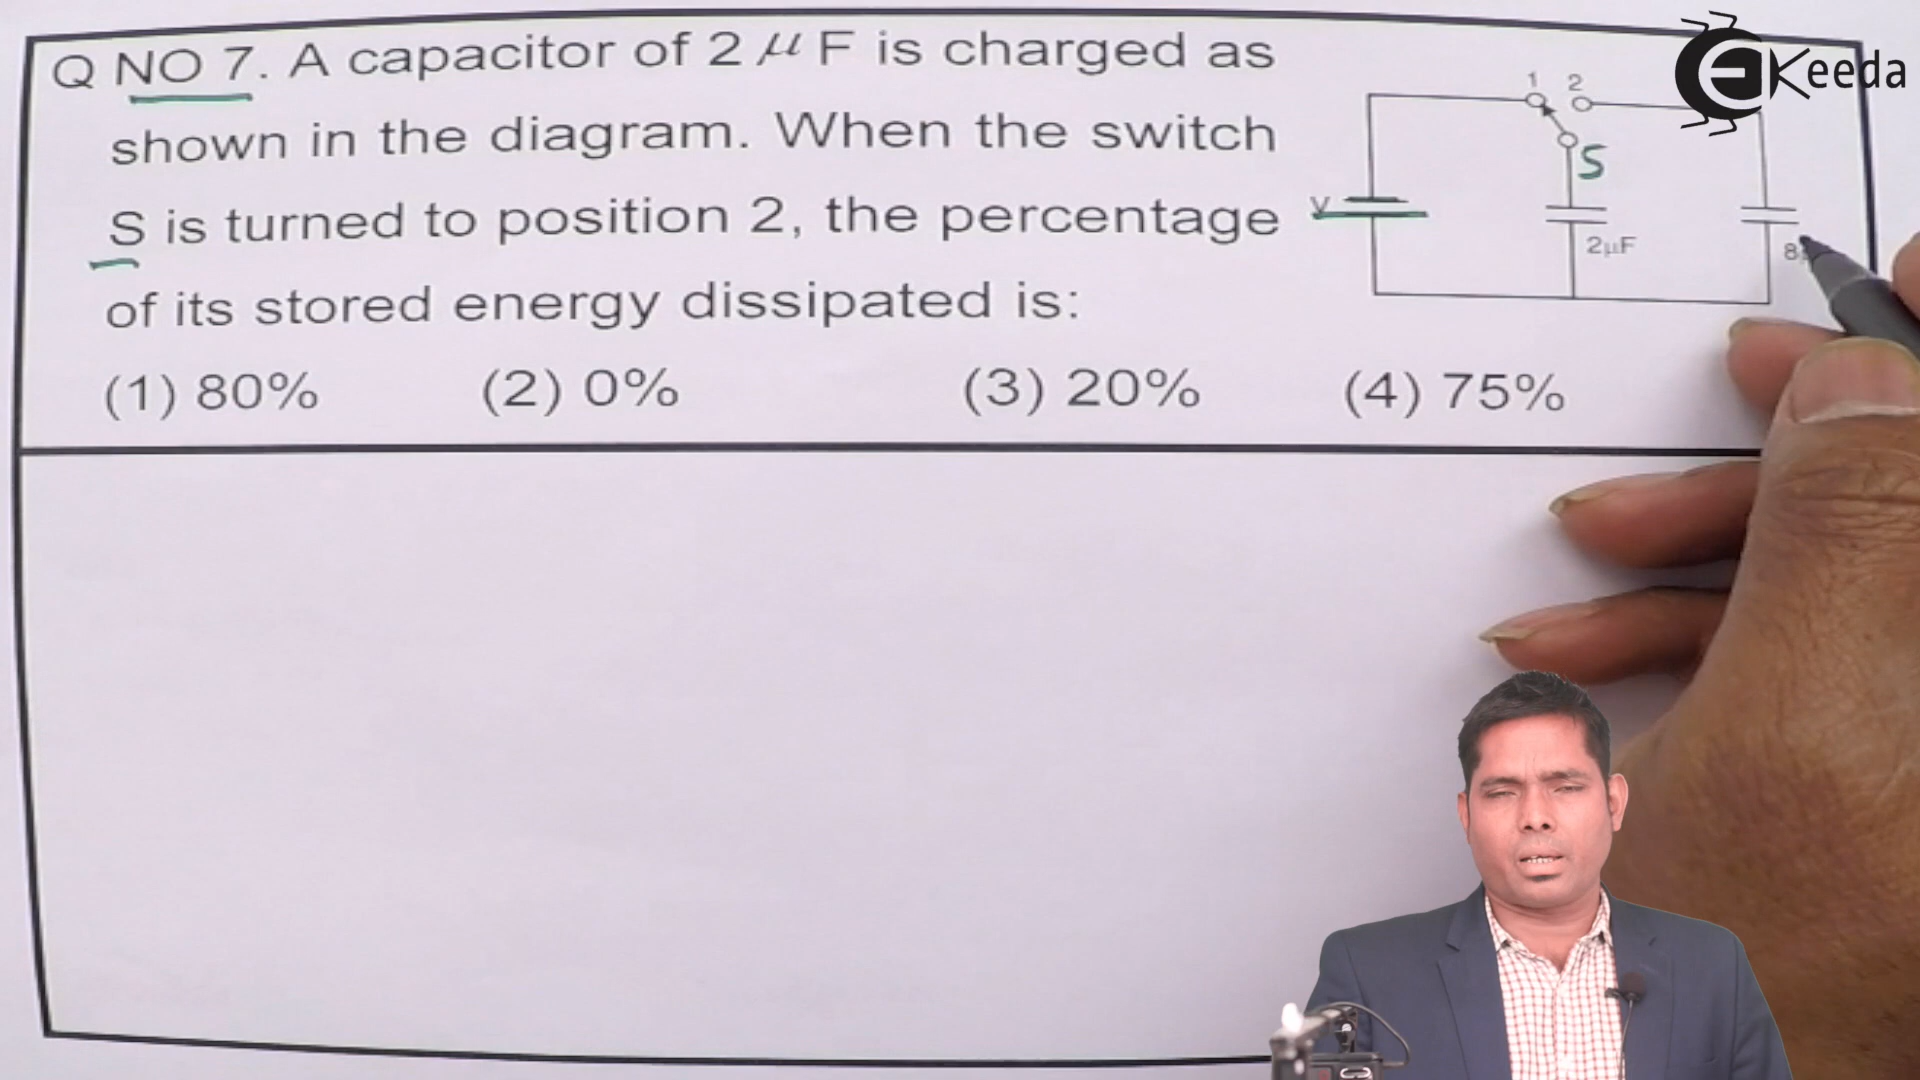 Q NO 7. A capacitor of 2 μ F is charged as
shown in the diagram. When the switch
S is turned to position 2, the percentage
of its stored energy dissipated is:
(1) 80% (2) 0% (3) 20% (4) 75%
1 2
S
V
2μF
8
EKeeda